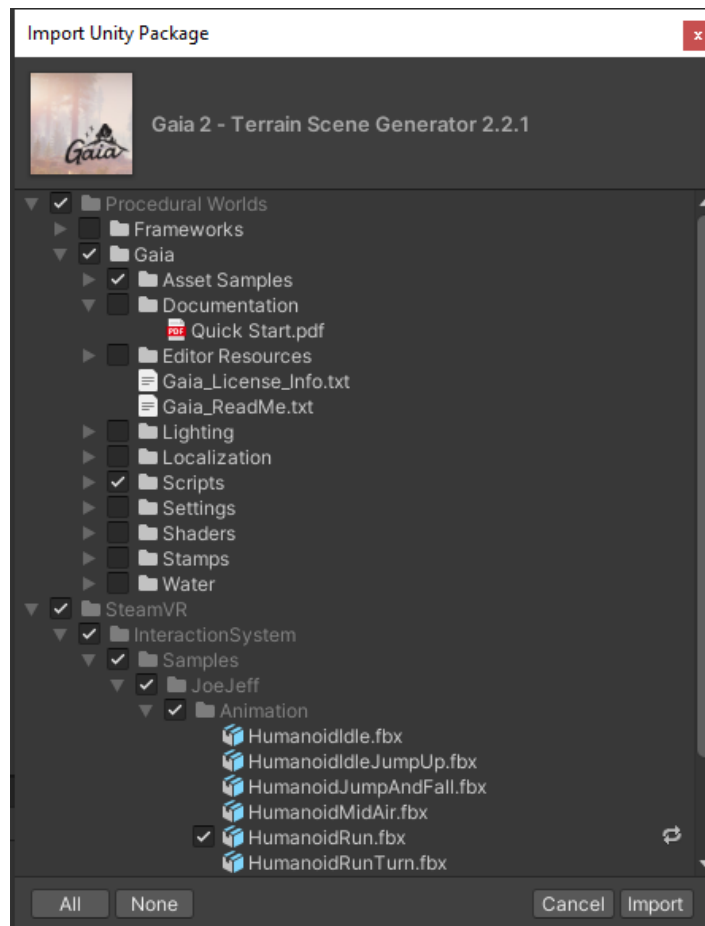 Import Unity Package
x
Gaia
Gaia 2 - Terrain Scene Generator 2.2.1
Procedural Worlds
Frameworks
Gaia
Asset Samples
Documentation
PDF Quick Start.pdf
Editor Resources
Gaia_License_Info.txt
Gaia_ReadMe.txt
Lighting
Localization
Scripts
Settings
Shaders
Stamps
Water
SteamVR
InteractionSystem
Samples
JoeJeff
Animation
HumanoidIdle.fbx
HumanoidIdleJumpUp.fbx
HumanoidJumpAndFall.fbx
HumanoidMidAir.fbx
HumanoidRun.fbx
HumanoidRunTurn.fbx
All None Cancel Import